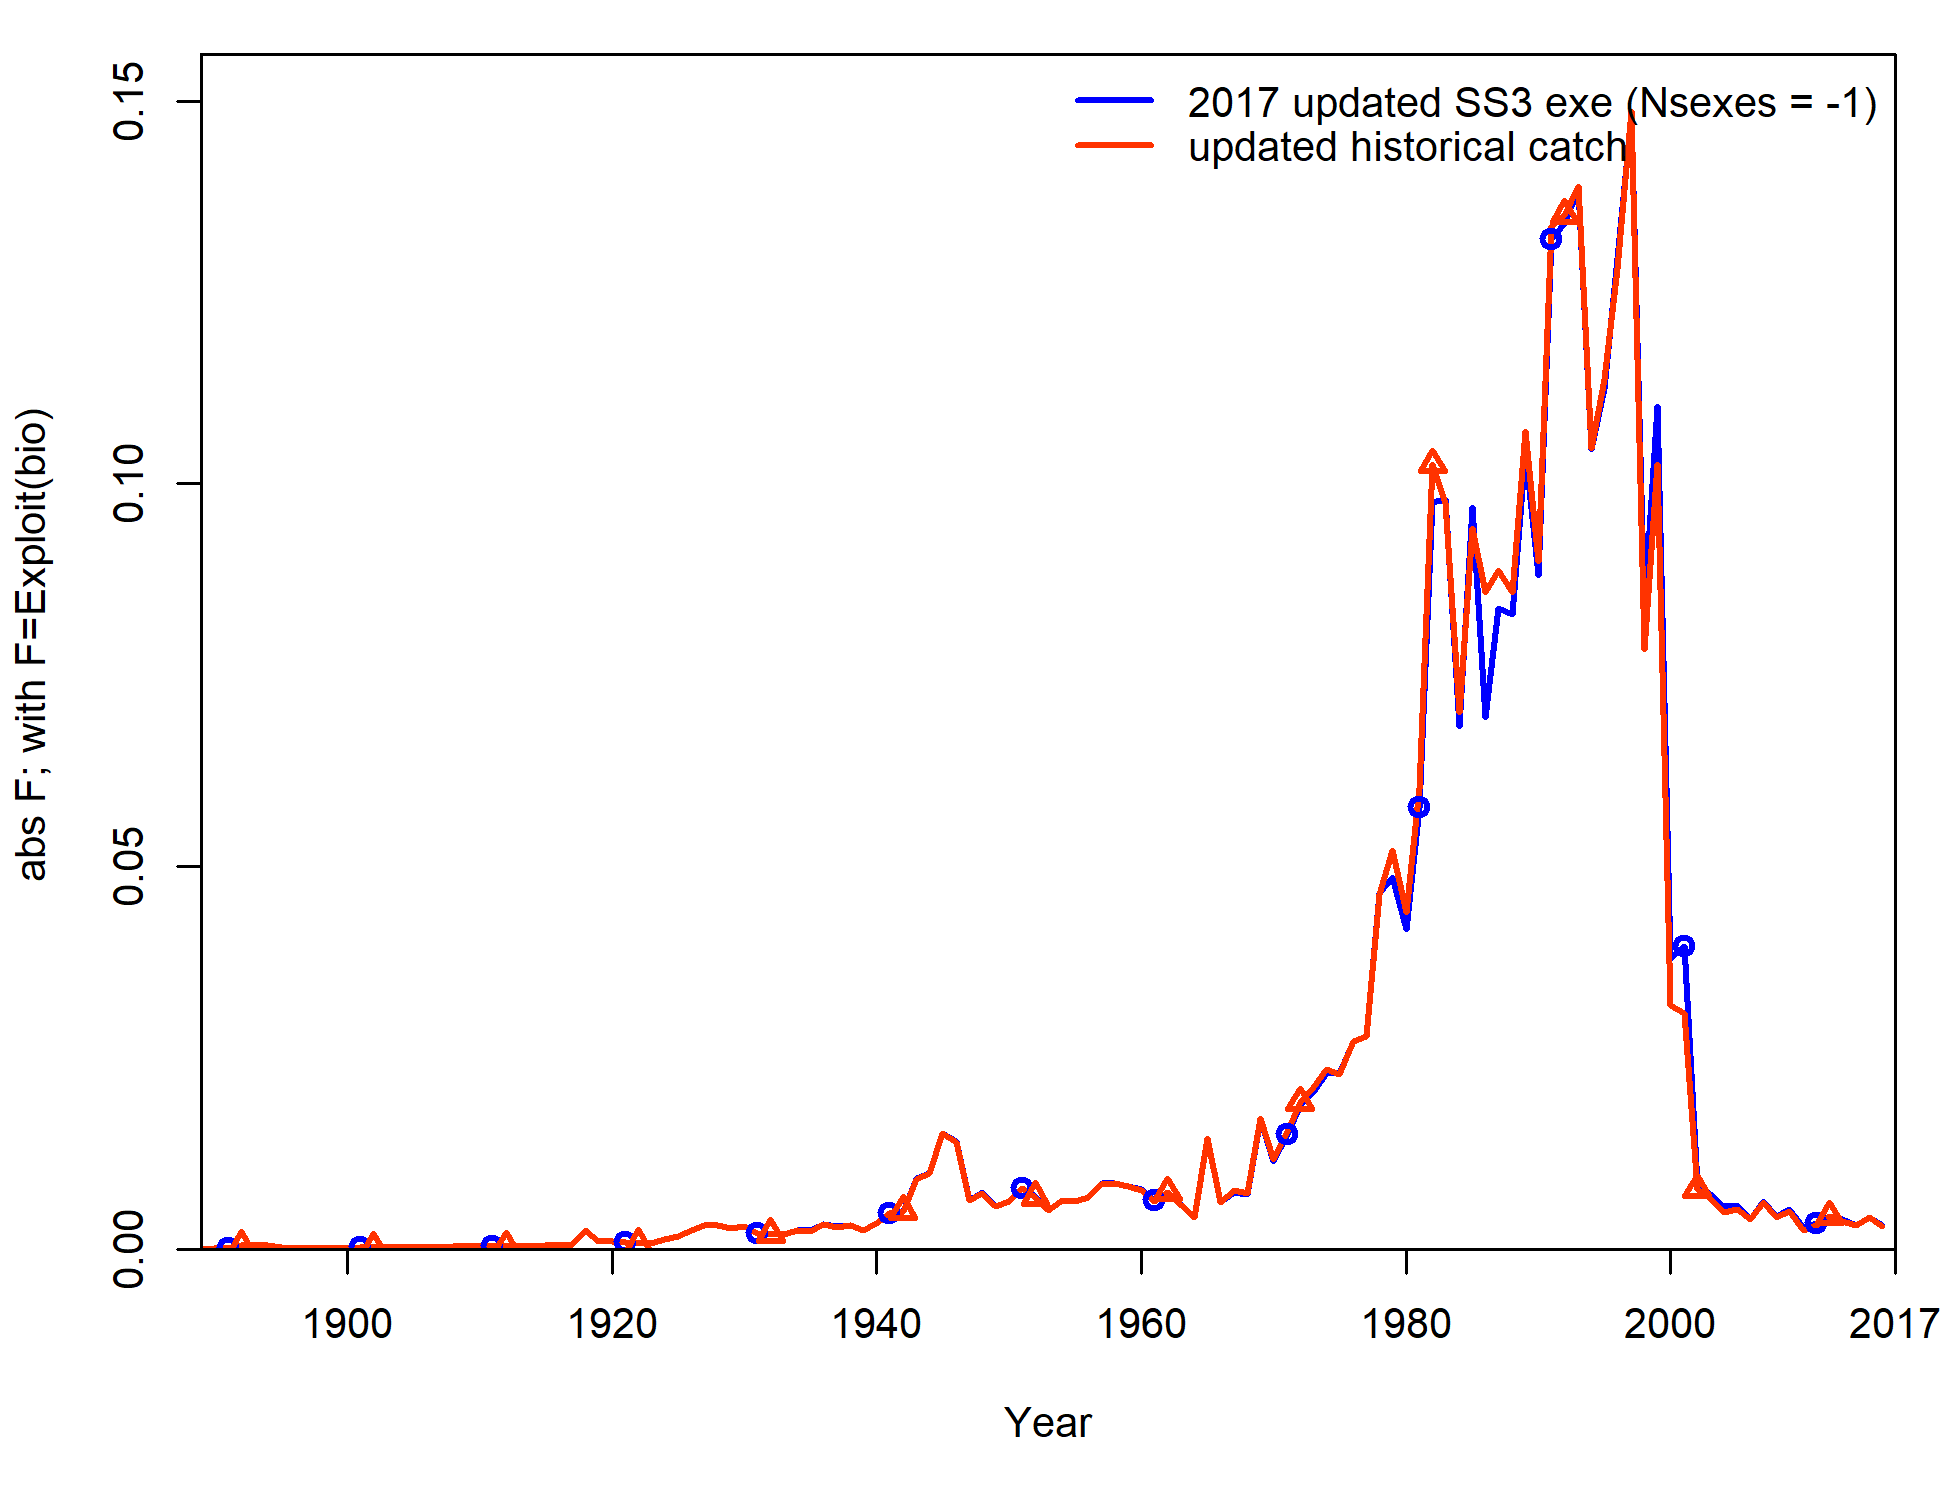 2017 updated SS3 exe (Nsexes = -1)
updated historical catch
abs F; with F=Exploit(bio)
0.15
0.10
0.05
0.00
1900 1920 1940 1960 1980 2000 2017
Year